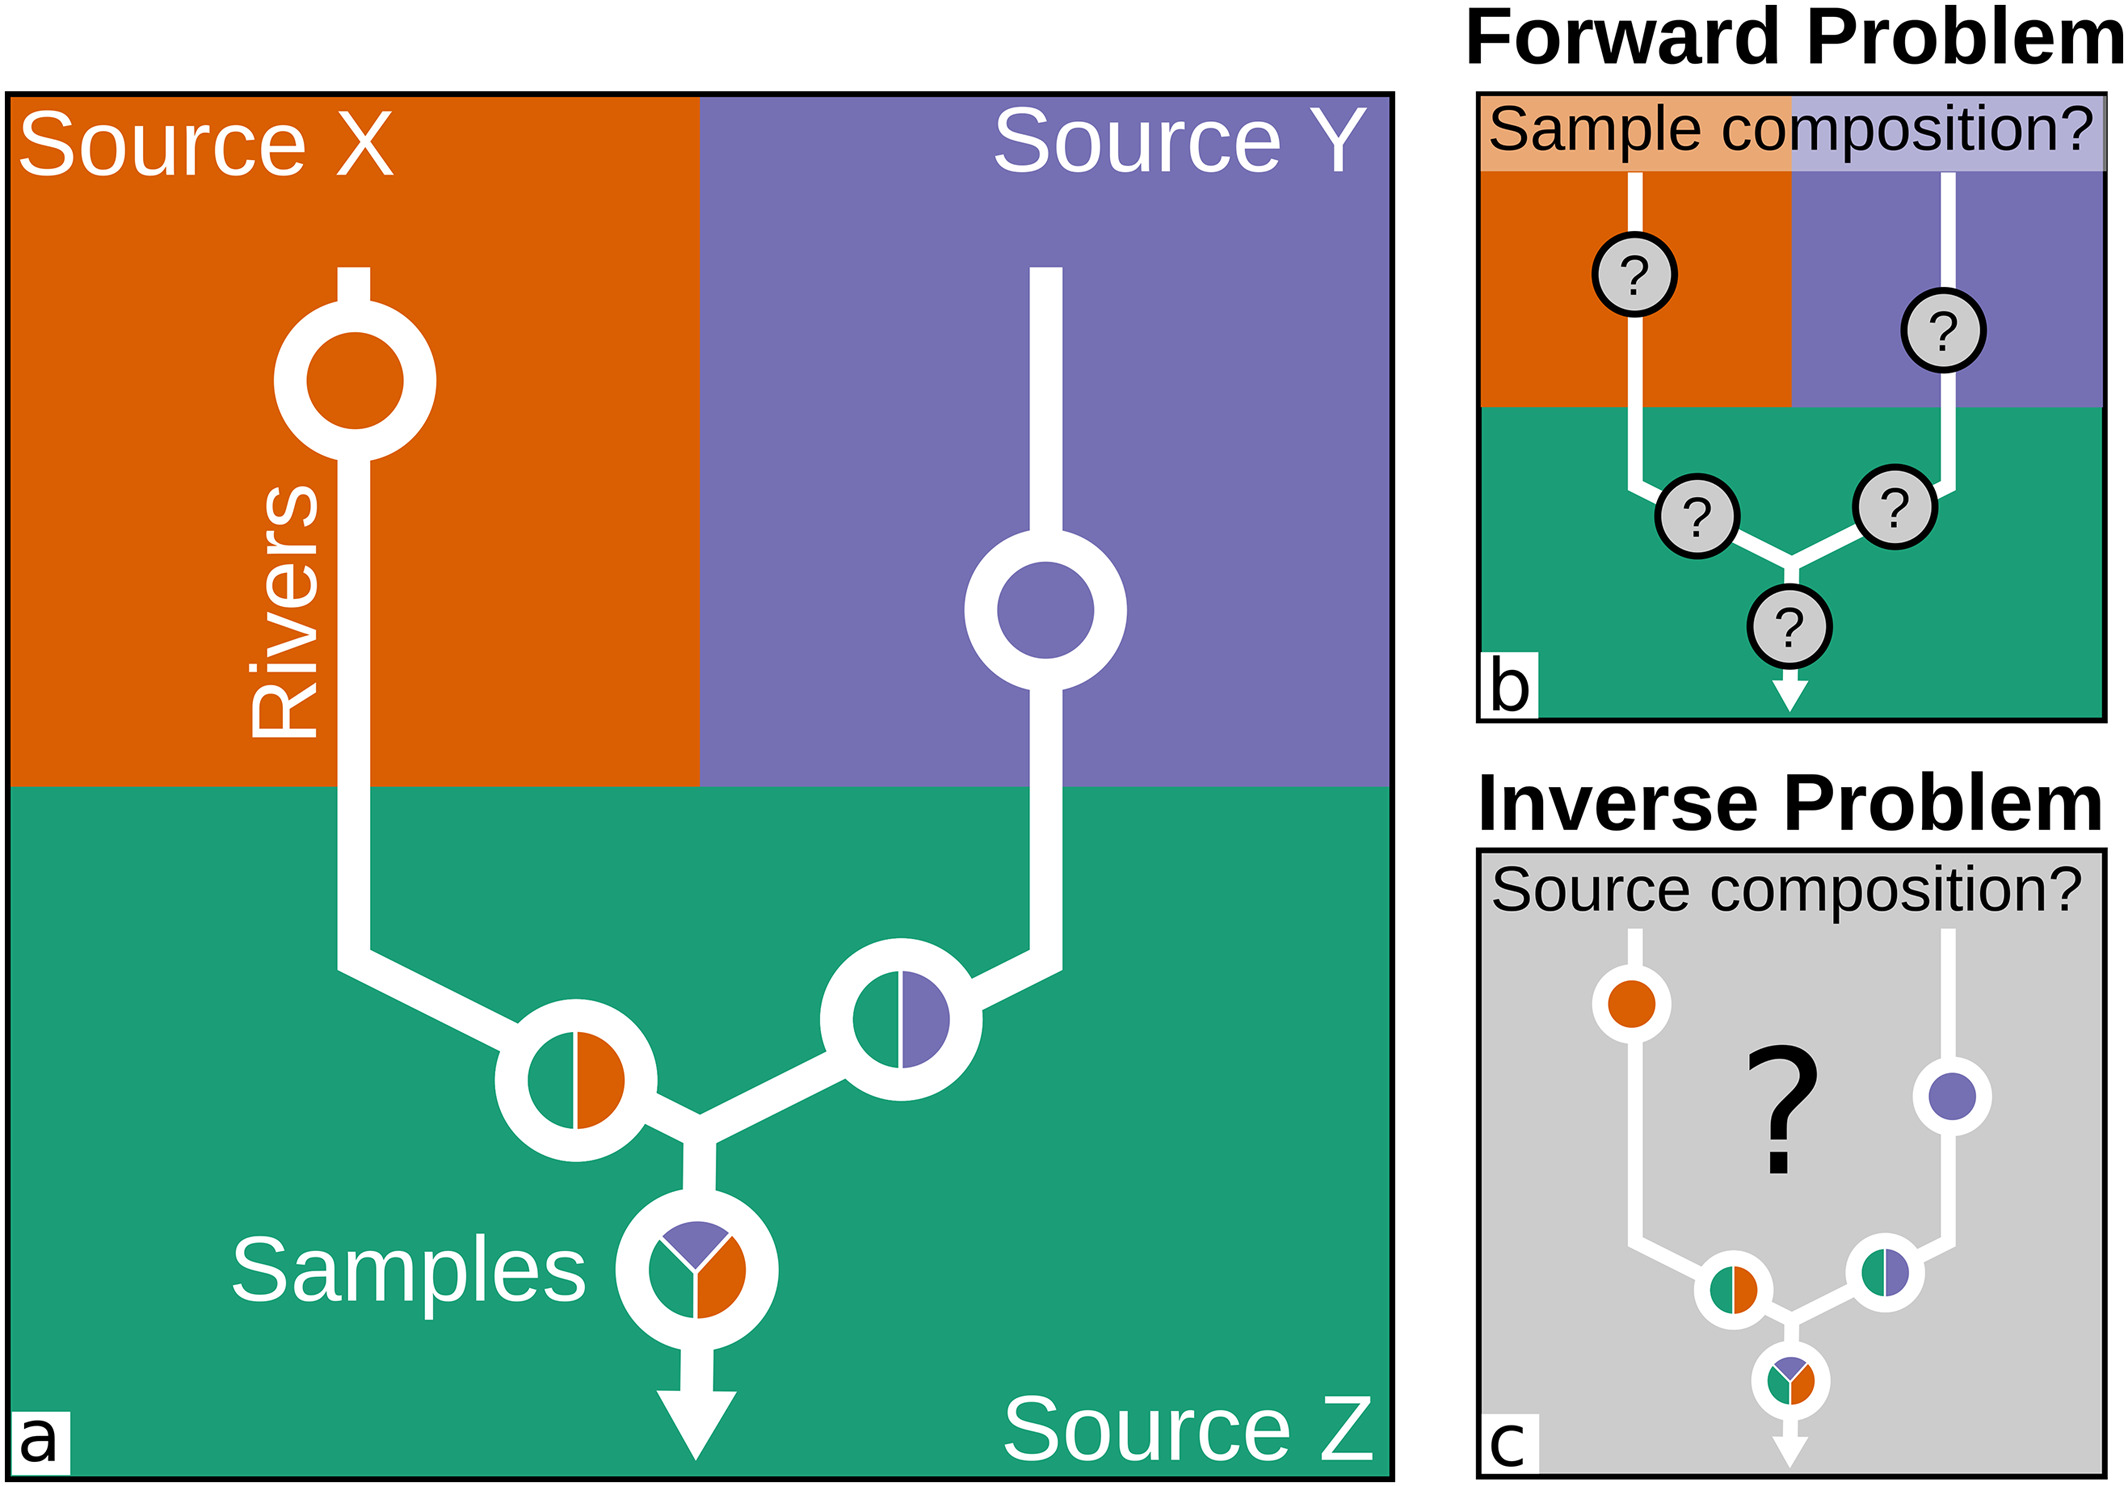 Source X
Source Y
Rivers
Samples
Source Z
a
Forward Problem
Sample composition?
?
?
?
?
?
b
Inverse Problem
Source composition?
?
c